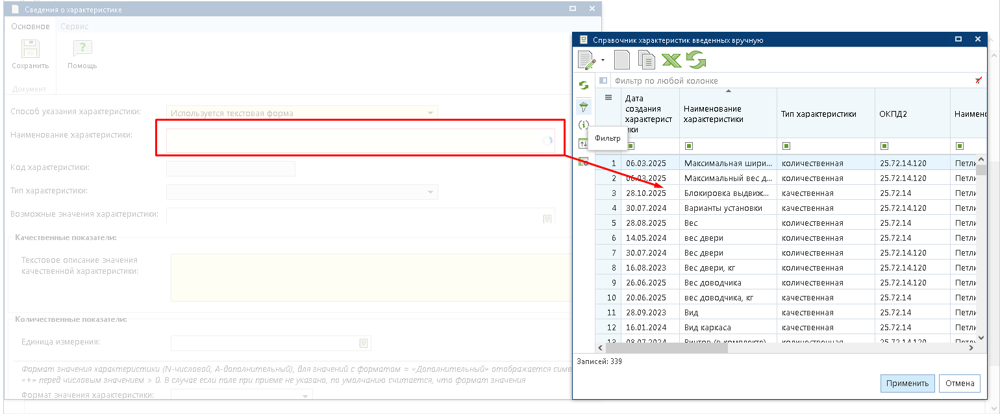 Сведения о характеристике
Основное
Сервис
Сохранить
Помощь
Документ
Способ указания характеристики:
Используется текстовая форма
Наименование характеристики:
Код характеристики:
Тип характеристики:
Возможные значения характеристики:
Качественные показатели:
Текстовое описание значения
качественной характеристики:
Количественные показатели:
Единица измерения:
Формат значения характеристики (N-числовой, А-дополнительный), для значений с форматом = «Дополнительный» отображается симв
«+» перед числовым значением > 0. В случае если поле при приеме не указано, по умолчанию считается, что формат значения
Формат значения характеристики:
Справочник характеристик введенных вручную
Фильтр по любой колонке
Дата
создания
характерист
ики
Наименование
характеристики
Тип характеристики
ОКПД2
Наимено
Фильтр
1 06.03.2025 Максимальная шири... количественная 25.72.14.120 Петли
2 06.03.2025 Максимальный вес д... количественная 25.72.14.120 Петли
3 28.10.2025 Блокировка выдвиж... качественная 25.72.14 Петли
4 30.07.2024 Варианты установки качественная 25.72.14.120 Петли
5 28.08.2025 Вес количественная 25.72.14 Петли
6 14.05.2024 вес двери количественная 25.72.14 Петли
7 30.07.2024 Вес двери количественная 25.72.14.120 Петли
8 16.08.2023 Вес двери, кг количественная 25.72.14.120 Петли
9 26.06.2025 Вес доводчика количественная 25.72.14.120 Петли
10 20.06.2025 вес доводчика, кг качественная 25.72.14 Петли
11 28.09.2023 Вид качественная 25.72.14 Петли
12 16.01.2024 Вид каркаса качественная 25.72.14 Петли
13 08.07.2024 Винтов (в комплекте) количественная 25.72.14.120 Петли
Записей: 339
Применить
Отмена